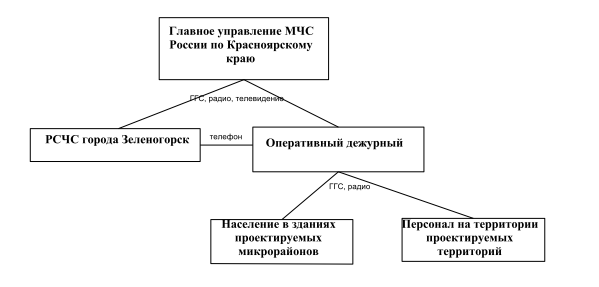 Главное управление МЧС
России по Красноярскому
краю
ГГС, радио, телевидение
РСЧС города Зеленогорск
телефон
Оперативный дежурный
ГГС, радио
Население в зданиях
проектируемых
микрорайонов
Персонал на территории
проектируемых
территорий